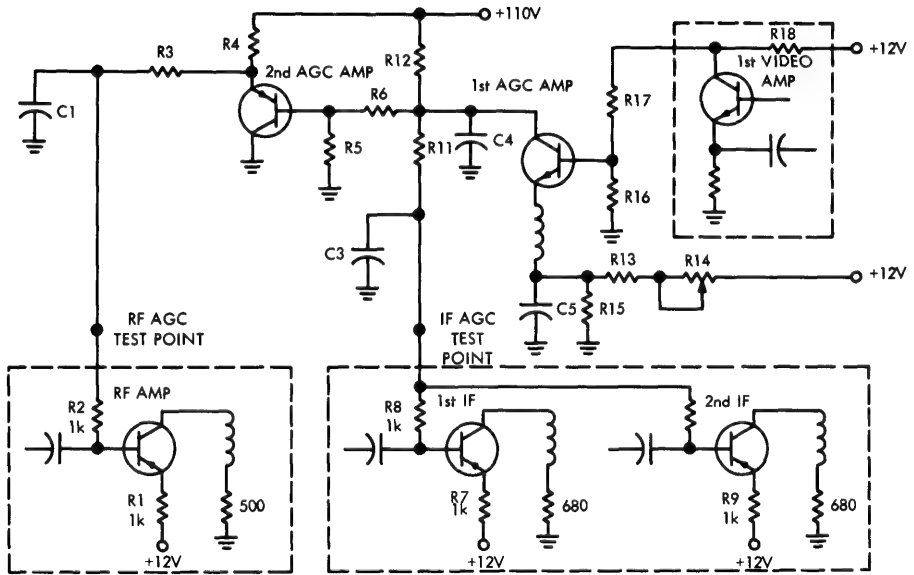 +110V
R3
R4
R12
2nd AGC AMP
R6
1st AGC AMP
R18
+12V
1st VIDEO
AMP
C1
R5
R11
C4
R17
R16
C3
R13
R14
+12V
C5
R15
RF AGC
TEST POINT
IF AGC
TEST
POINT
RF AMP
R2
1k
R1
1k
500
+12V
R8
1k
1st IF
R7
1k
680
+12V
2nd IF
R9
1k
680
+12V